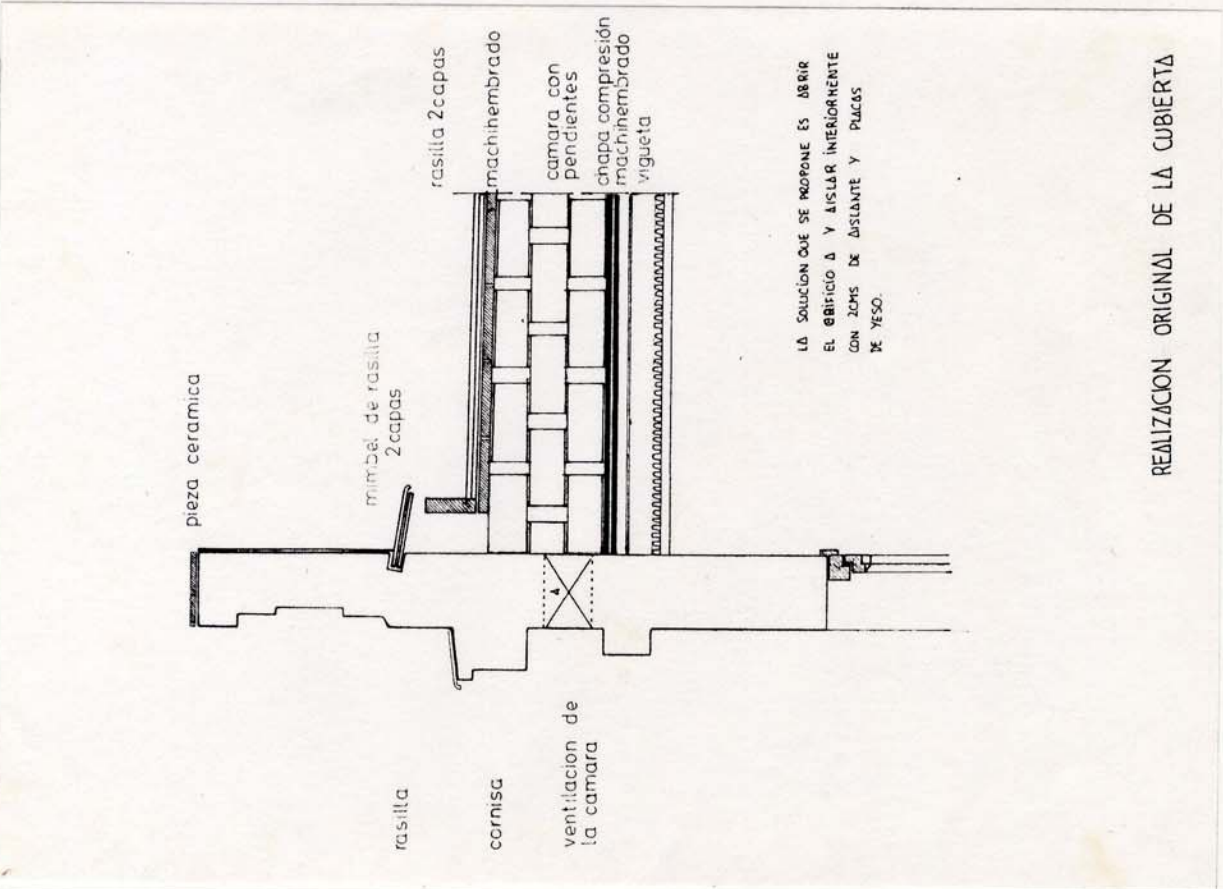 pieza ceramica
mimbel de rasilla
2capas
rasilla 2capas
machihembrado
camara con
pendientes
chapa compresión
machihembrado
vigueta
rasilla
cornisa
ventilacion de
la camara
A
LA SOLUCION QUE SE PROPONE ES ABRIR
EL ORIFICIO A Y AISLAR INTERIORMENTE
CON 2CMS DE AISLANTE Y PLACAS
DE YESO.
REALIZACION ORIGINAL DE LA CUBIERTA